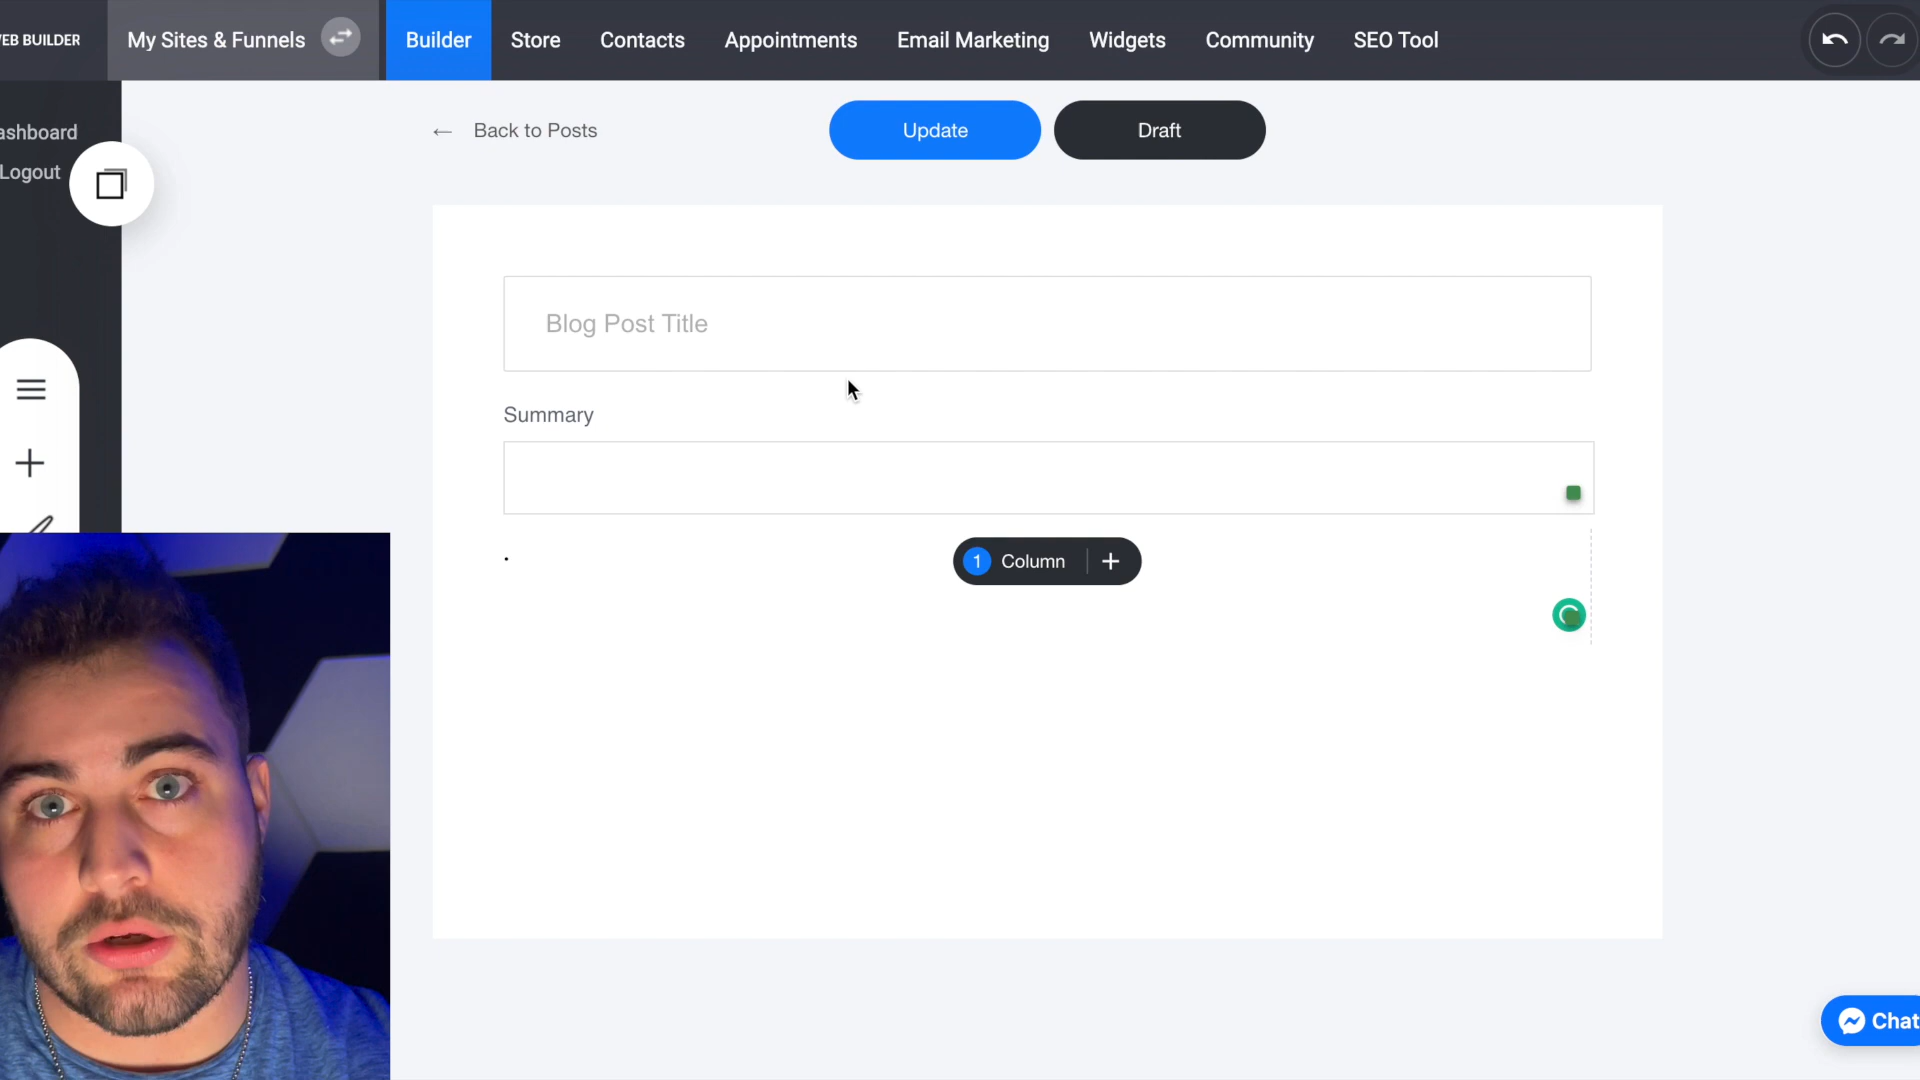 WEB BUILDER
My Sites & Funnels
Builder
Store
Contacts
Appointments
Email Marketing
Widgets
Community
SEO Tool
ashboard
Logout
← Back to Posts
Update
Draft
Blog Post Title
Summary
1 Column +
Chat